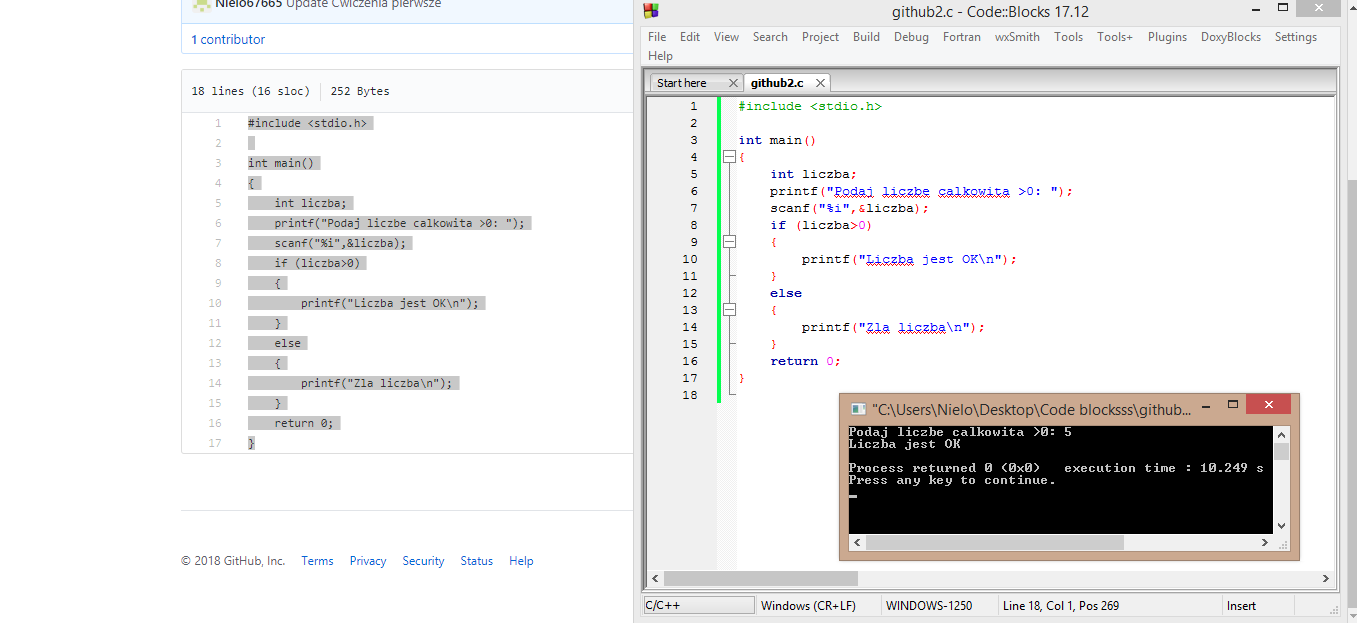 Nielo67665 Update Cwiczenia pierwsze
1 contributor
18 lines (16 sloc) 252 Bytes
1 #include <stdio.h>
2
3 int main()
4 {
5 int liczba;
6 printf("Podaj liczbe calkowita >0: ");
7 scanf("%i",&liczba);
8 if (liczba>0)
9 {
10 printf("Liczba jest OK\n");
11 }
12 else
13 {
14 printf("Zla liczba\n");
15 }
16 return 0;
17 }
© 2018 GitHub, Inc. Terms Privacy Security Status Help
github2.c - Code::Blocks 17.12
File Edit View Search Project Build Debug Fortran wxSmith Tools Tools+ Plugins DoxyBlocks Settings
Help
Start here github2.c
1 #include <stdio.h>
2
3 int main()
4 {
5 int liczba;
6 printf("Podaj liczbe calkowita >0: ");
7 scanf("%i",&liczba);
8 if (liczba>0)
9 {
10 printf("Liczba jest OK\n");
11 }
12 else
13 {
14 printf("Zla liczba\n");
15 }
16 return 0;
17 }
18
"C:\Users\Nielo\Desktop\Code blocksss\github...
Podaj liczbe calkowita >0: 5
Liczba jest OK
Process returned 0 (0x0) execution time : 10.249 s
Press any key to continue.
C/C++ Windows (CR+LF) WINDOWS-1250 Line 18, Col 1, Pos 269 Insert